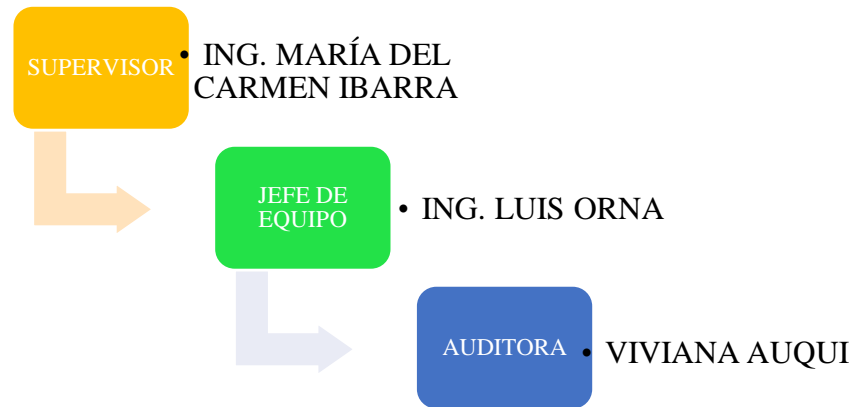 SUPERVISOR
• ING. MARÍA DEL
CARMEN IBARRA
JEFE DE
EQUIPO
• ING. LUIS ORNA
AUDITORA
• VIVIANA AUQUI